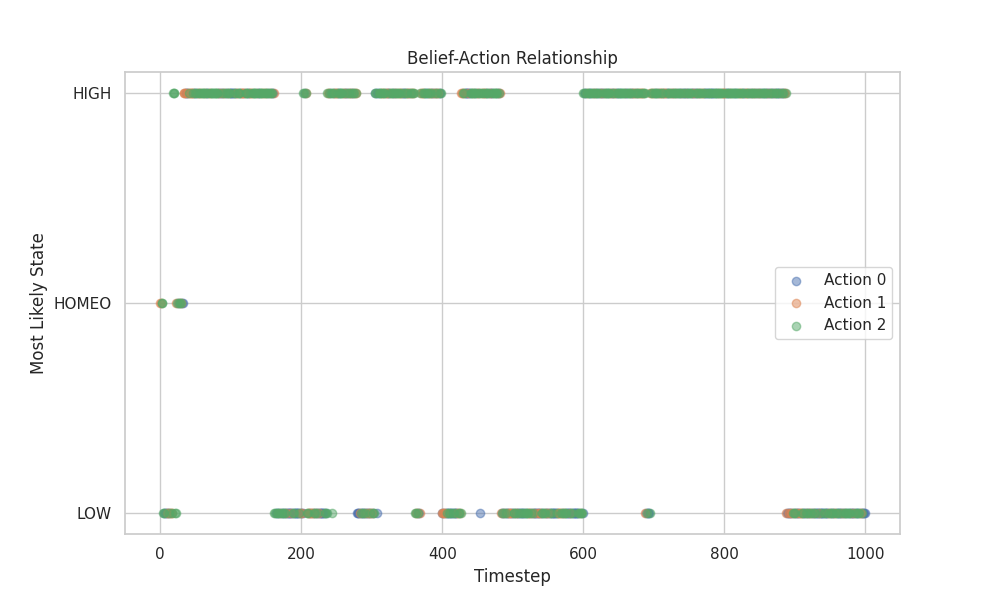 Belief-Action Relationship
HIGH
HOMEO
LOW
Most Likely State
Action 0
Action 1
Action 2
0
200
400
600
800
1000
Timestep